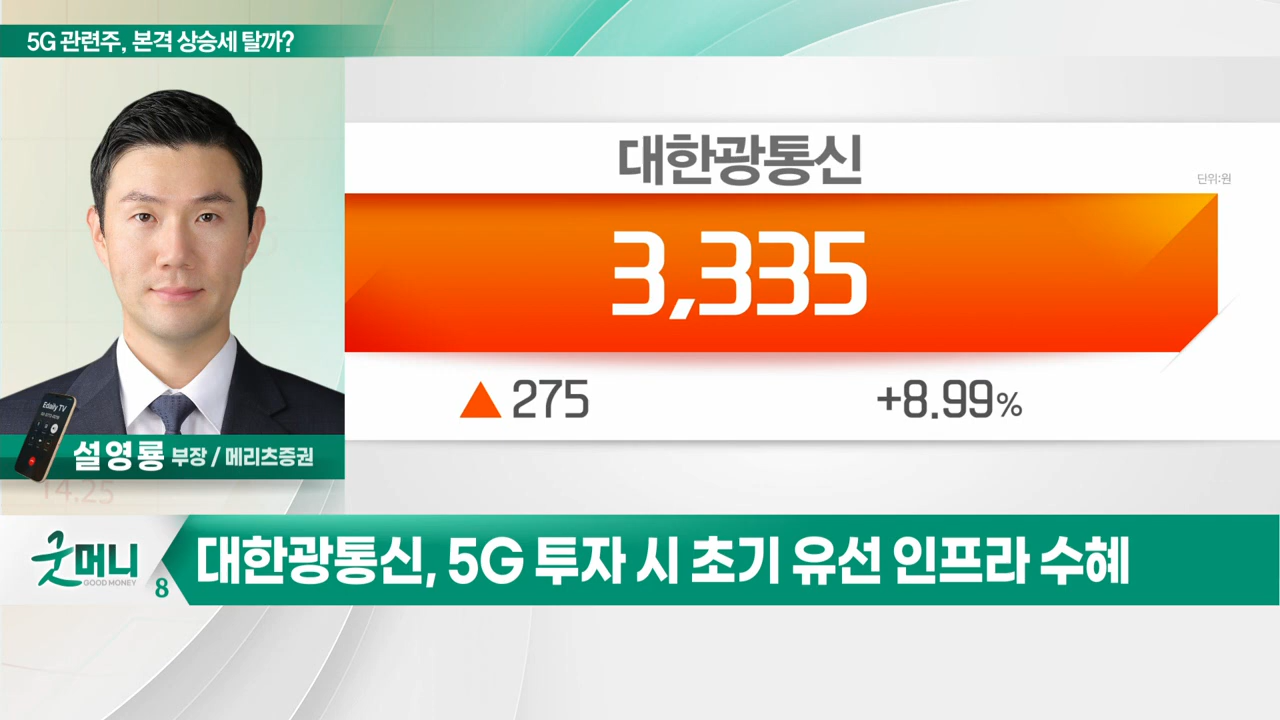 5G 관련주, 본격 상승세 탈까?
대한광통신
단위:원
3,335
▲ 275
+8.99%
Edaily TV
설영룡 부장 / 메리츠증권
14.25
굿머니
GOOD MONEY
8
대한광통신, 5G 투자 시 초기 유선 인프라 수혜